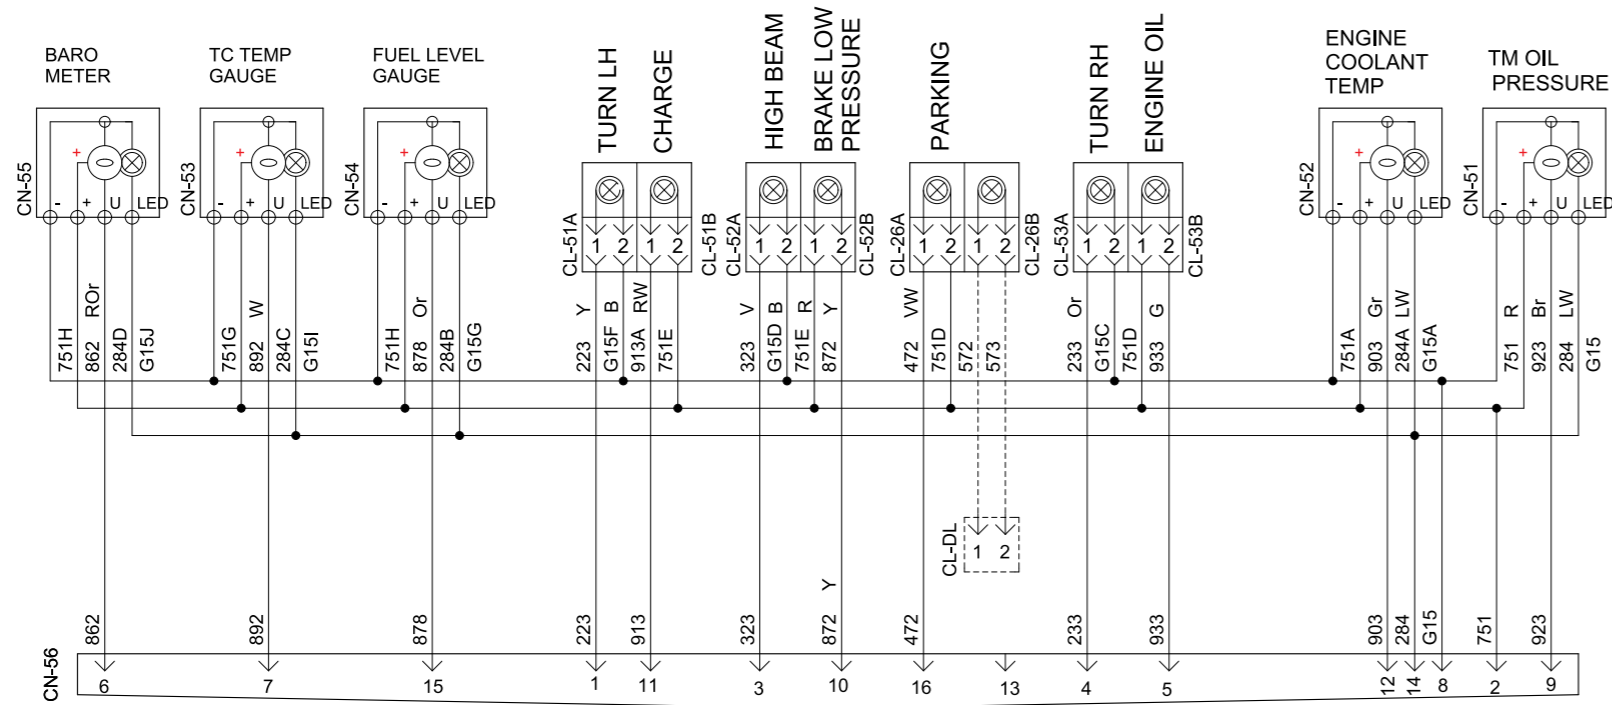 BARO
METER
TC TEMP
GAUGE
FUEL LEVEL
GAUGE
TURN LH
CHARGE
HIGH BEAM
BRAKE LOW
PRESSURE
PARKING
TURN RH
ENGINE OIL
ENGINE
COOLANT
TEMP
TM OIL
PRESSURE
CN-55
+
- + U LED
CN-53
+
- + U LED
CN-54
+
- + U LED
CL-51A
1 2 1 2
CL-51B
CL-52A
1 2 1 2
CL-52B
CL-26A
1 2 1 2
CL-26B
CL-53A
1 2 1 2
CL-53B
CN-52
+
- + U LED
CN-51
+
- + U LED
751H
862 ROr
284D
G15J
751G
892 W
284C
G15I
751H
878 Or
284B
G15G
223 Y
G15F B
913A RW
751E
323 V
G15D B
751E R
872 Y
472 VW
751D
572
573
233 Or
G15C
751D
933 G
751A
903 Gr
284A LW
G15A
751 R
923 Br
284 LW
G15
CL-DL
1 2
862
892
878
223
913
323
872 Y
472
233
933
903
284
G15
751
923
CN-56
6 7 15 1 11 3 10 16 13 4 5 12 14 8 2 9